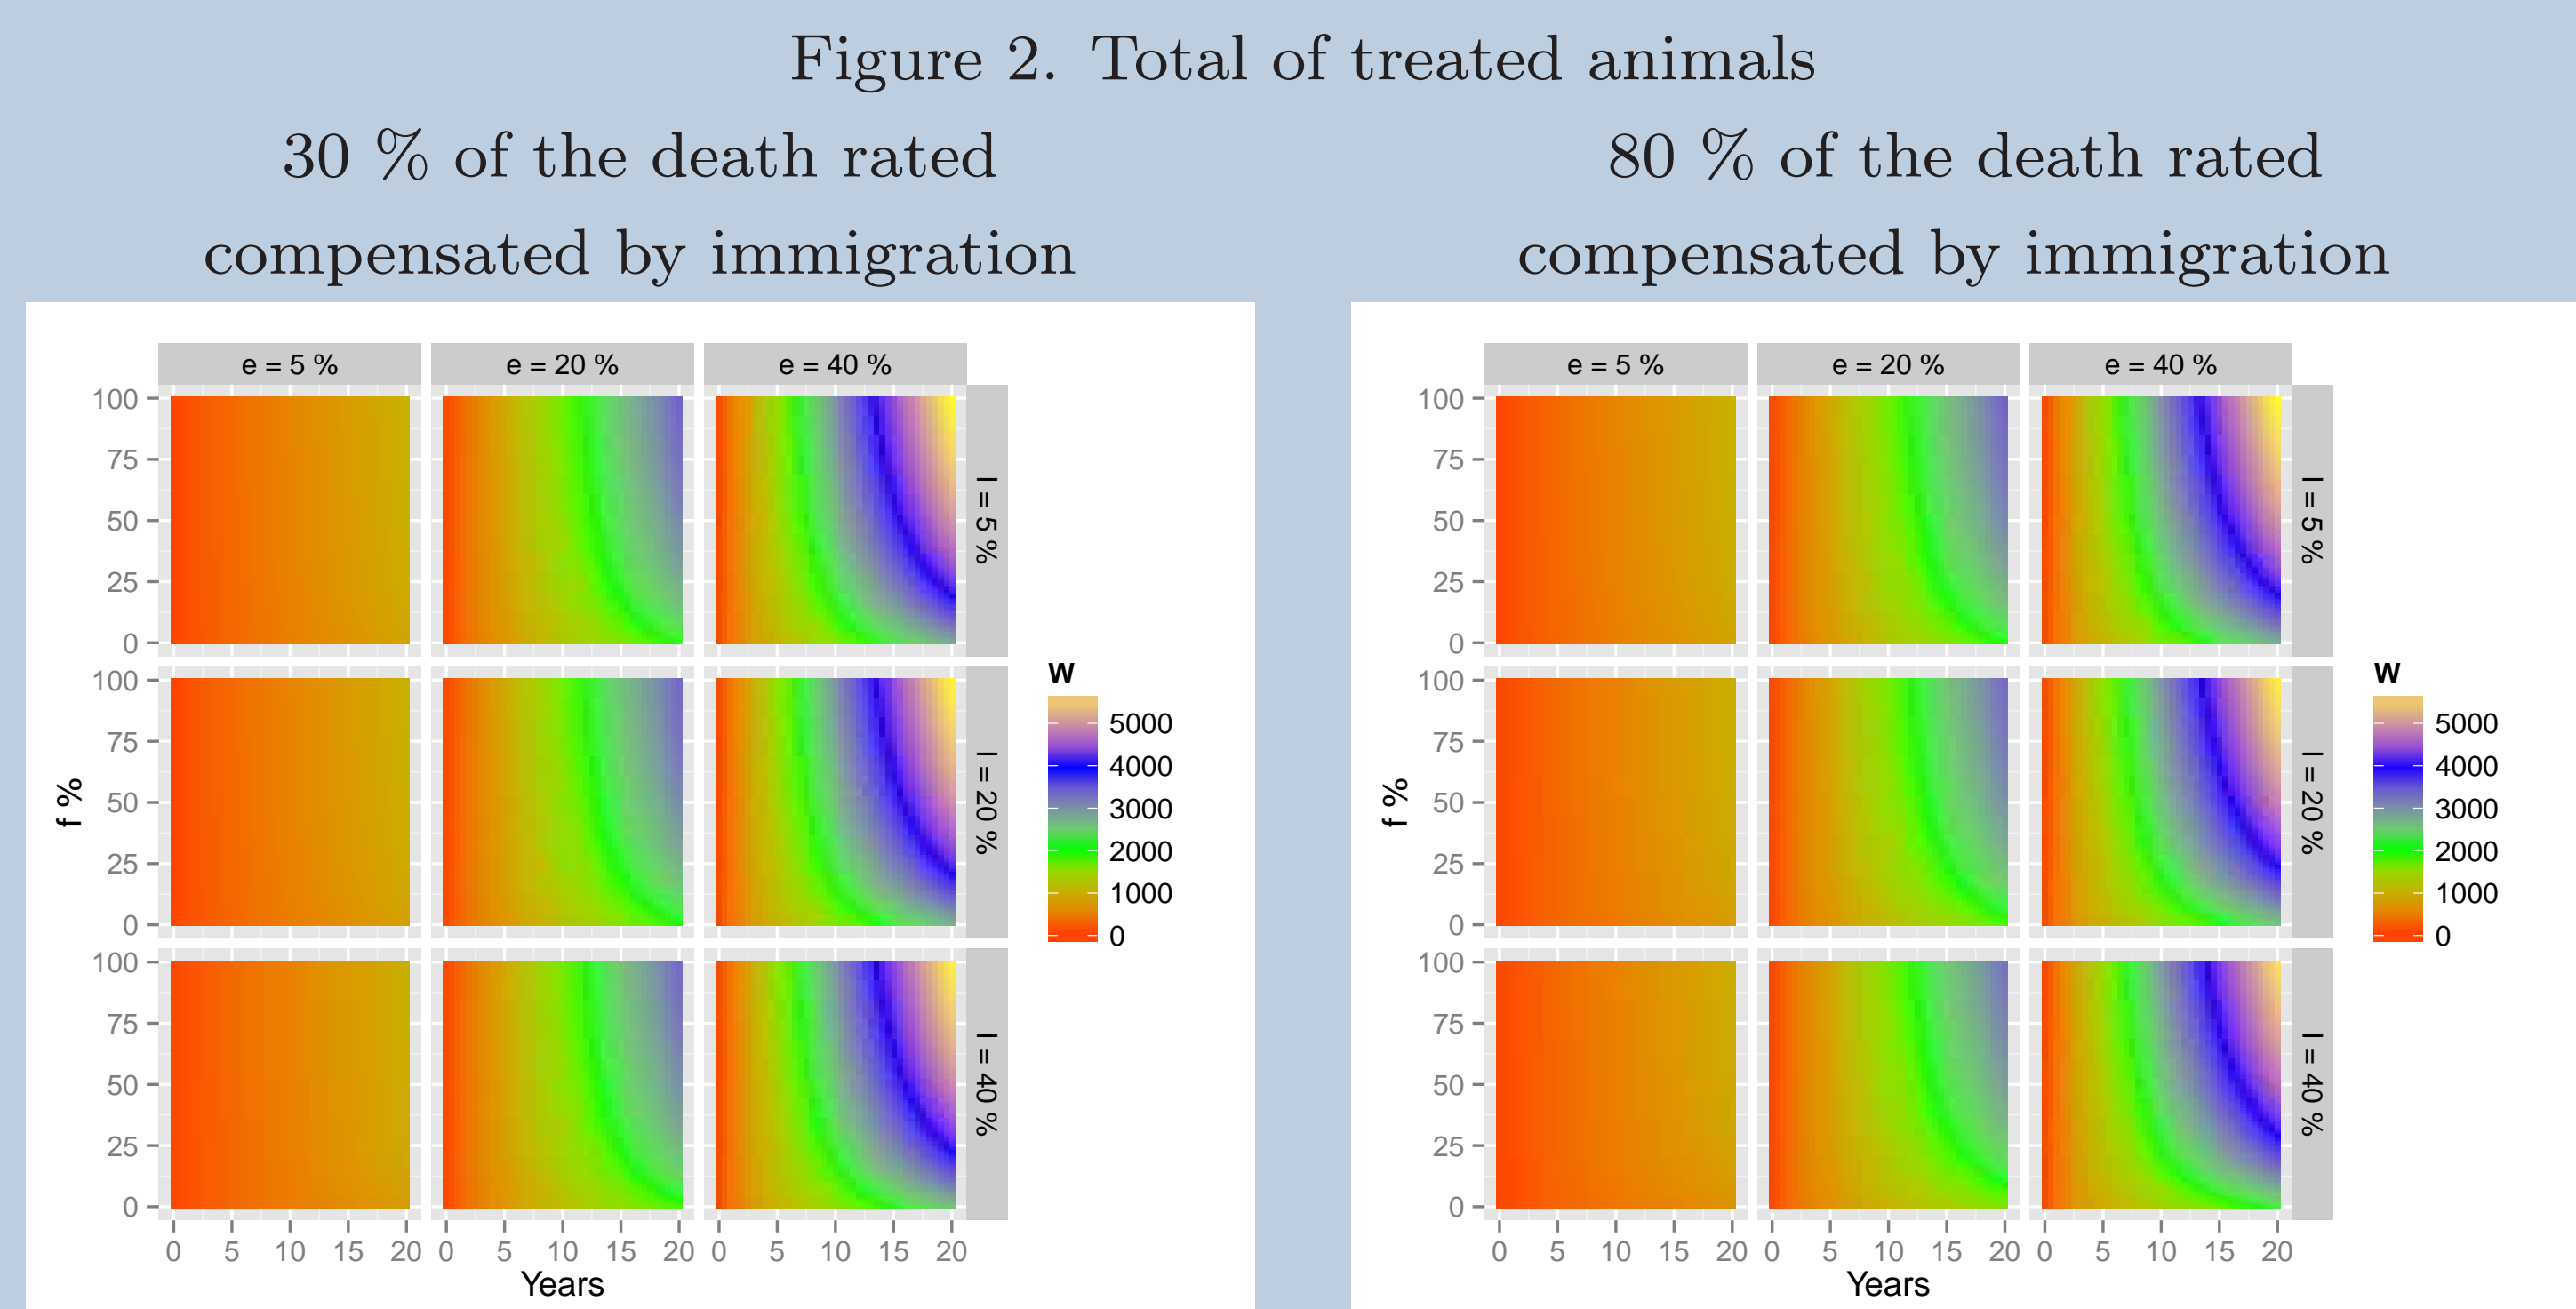 Figure 2. Total of treated animals
30 % of the death rated
compensated by immigration
80 % of the death rated
compensated by immigration
e = 5 %
e = 20 %
e = 40 %
100
75
50
25
0
I = 5 %
100
75
50
25
0
I = 20 %
100
75
50
25
0
I = 40 %
f %
0 5 10 15 20
0 5 10 15 20
0 5 10 15 20
Years
W
5000
4000
3000
2000
1000
0
e = 5 %
e = 20 %
e = 40 %
100
75
50
25
0
I = 5 %
100
75
50
25
0
I = 20 %
100
75
50
25
0
I = 40 %
f %
0 5 10 15 20
0 5 10 15 20
0 5 10 15 20
Years
W
5000
4000
3000
2000
1000
0